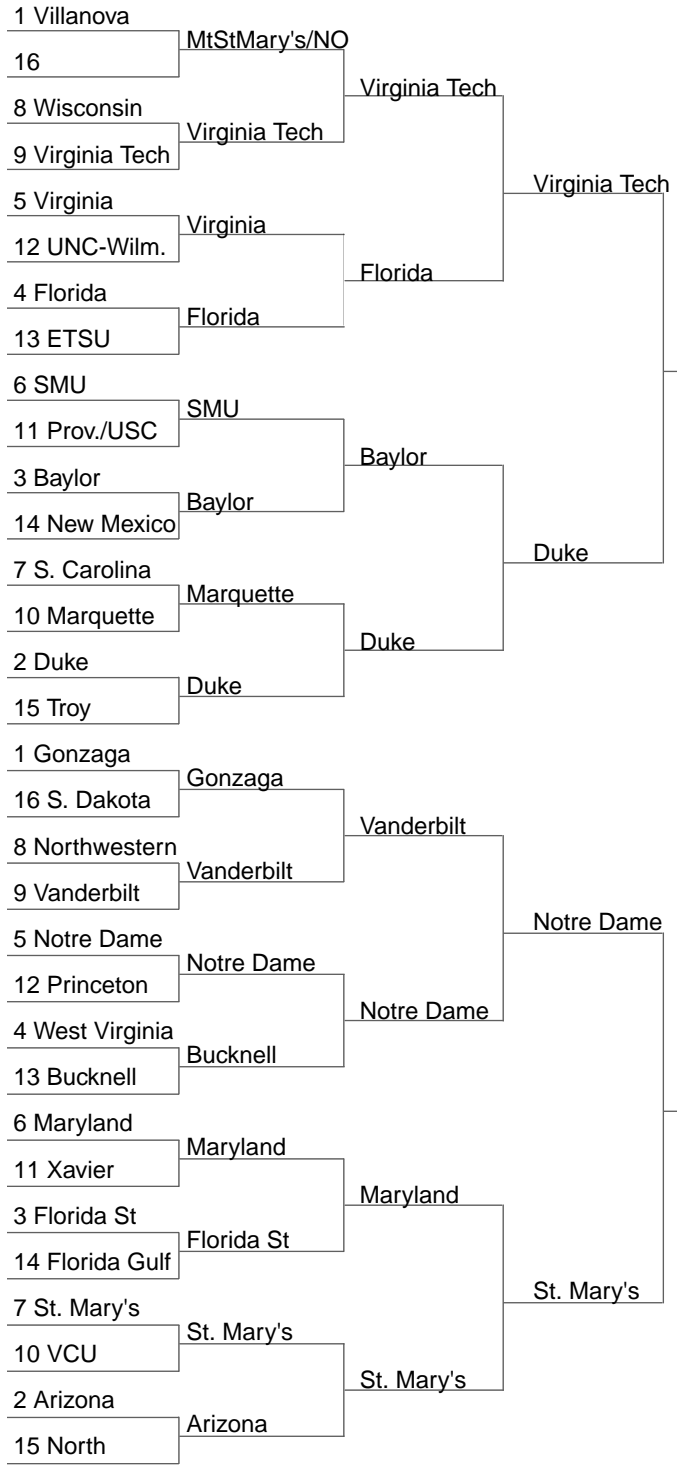 1 Villanova
MtStMary's/NO
16
Virginia Tech
8 Wisconsin
Virginia Tech
9 Virginia Tech
Virginia Tech
5 Virginia
Virginia
12 UNC-Wilm.
Florida
4 Florida
Florida
13 ETSU
6 SMU
SMU
11 Prov./USC
Baylor
3 Baylor
Baylor
14 New Mexico
Duke
7 S. Carolina
Marquette
10 Marquette
Duke
2 Duke
Duke
15 Troy
1 Gonzaga
Gonzaga
16 S. Dakota
Vanderbilt
8 Northwestern
Vanderbilt
9 Vanderbilt
Notre Dame
5 Notre Dame
Notre Dame
12 Princeton
Notre Dame
4 West Virginia
Bucknell
13 Bucknell
6 Maryland
Maryland
11 Xavier
Maryland
3 Florida St
Florida St
14 Florida Gulf
St. Mary's
7 St. Mary's
St. Mary's
10 VCU
St. Mary's
2 Arizona
Arizona
15 North